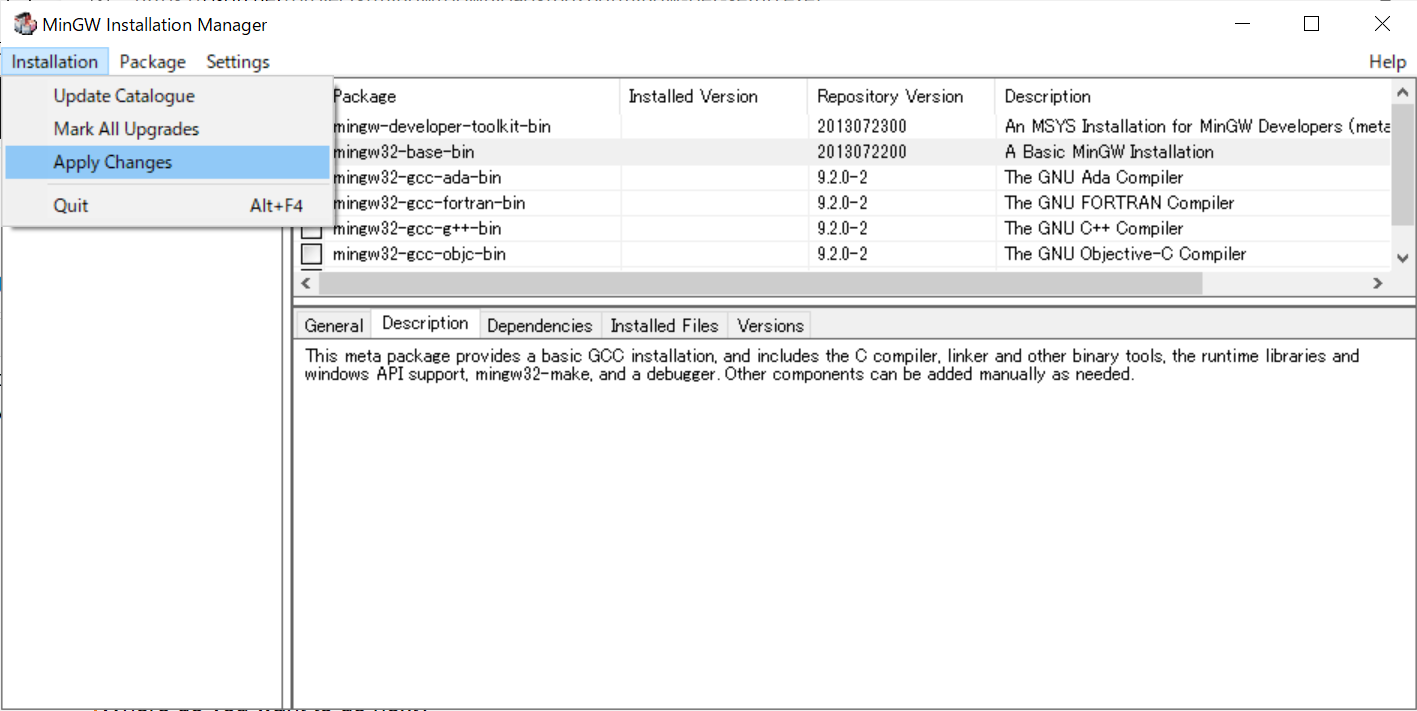 MinGW Installation Manager
Installation Package Settings Help
Update Catalogue
Mark All Upgrades
Apply Changes
Quit Alt+F4
Package Installed Version Repository Version Description
mingw-developer-toolkit-bin 2013072300 An MSYS Installation for MinGW Developers (meta
mingw32-base-bin 2013072200 A Basic MinGW Installation
mingw32-gcc-ada-bin 9.2.0-2 The GNU Ada Compiler
mingw32-gcc-fortran-bin 9.2.0-2 The GNU FORTRAN Compiler
mingw32-gcc-g++-bin 9.2.0-2 The GNU C++ Compiler
mingw32-gcc-objc-bin 9.2.0-2 The GNU Objective-C Compiler
General Description Dependencies Installed Files Versions
This meta package provides a basic GCC installation, and includes the C compiler, linker and other binary tools, the runtime libraries and
windows API support, mingw32-make, and a debugger. Other components can be added manually as needed.